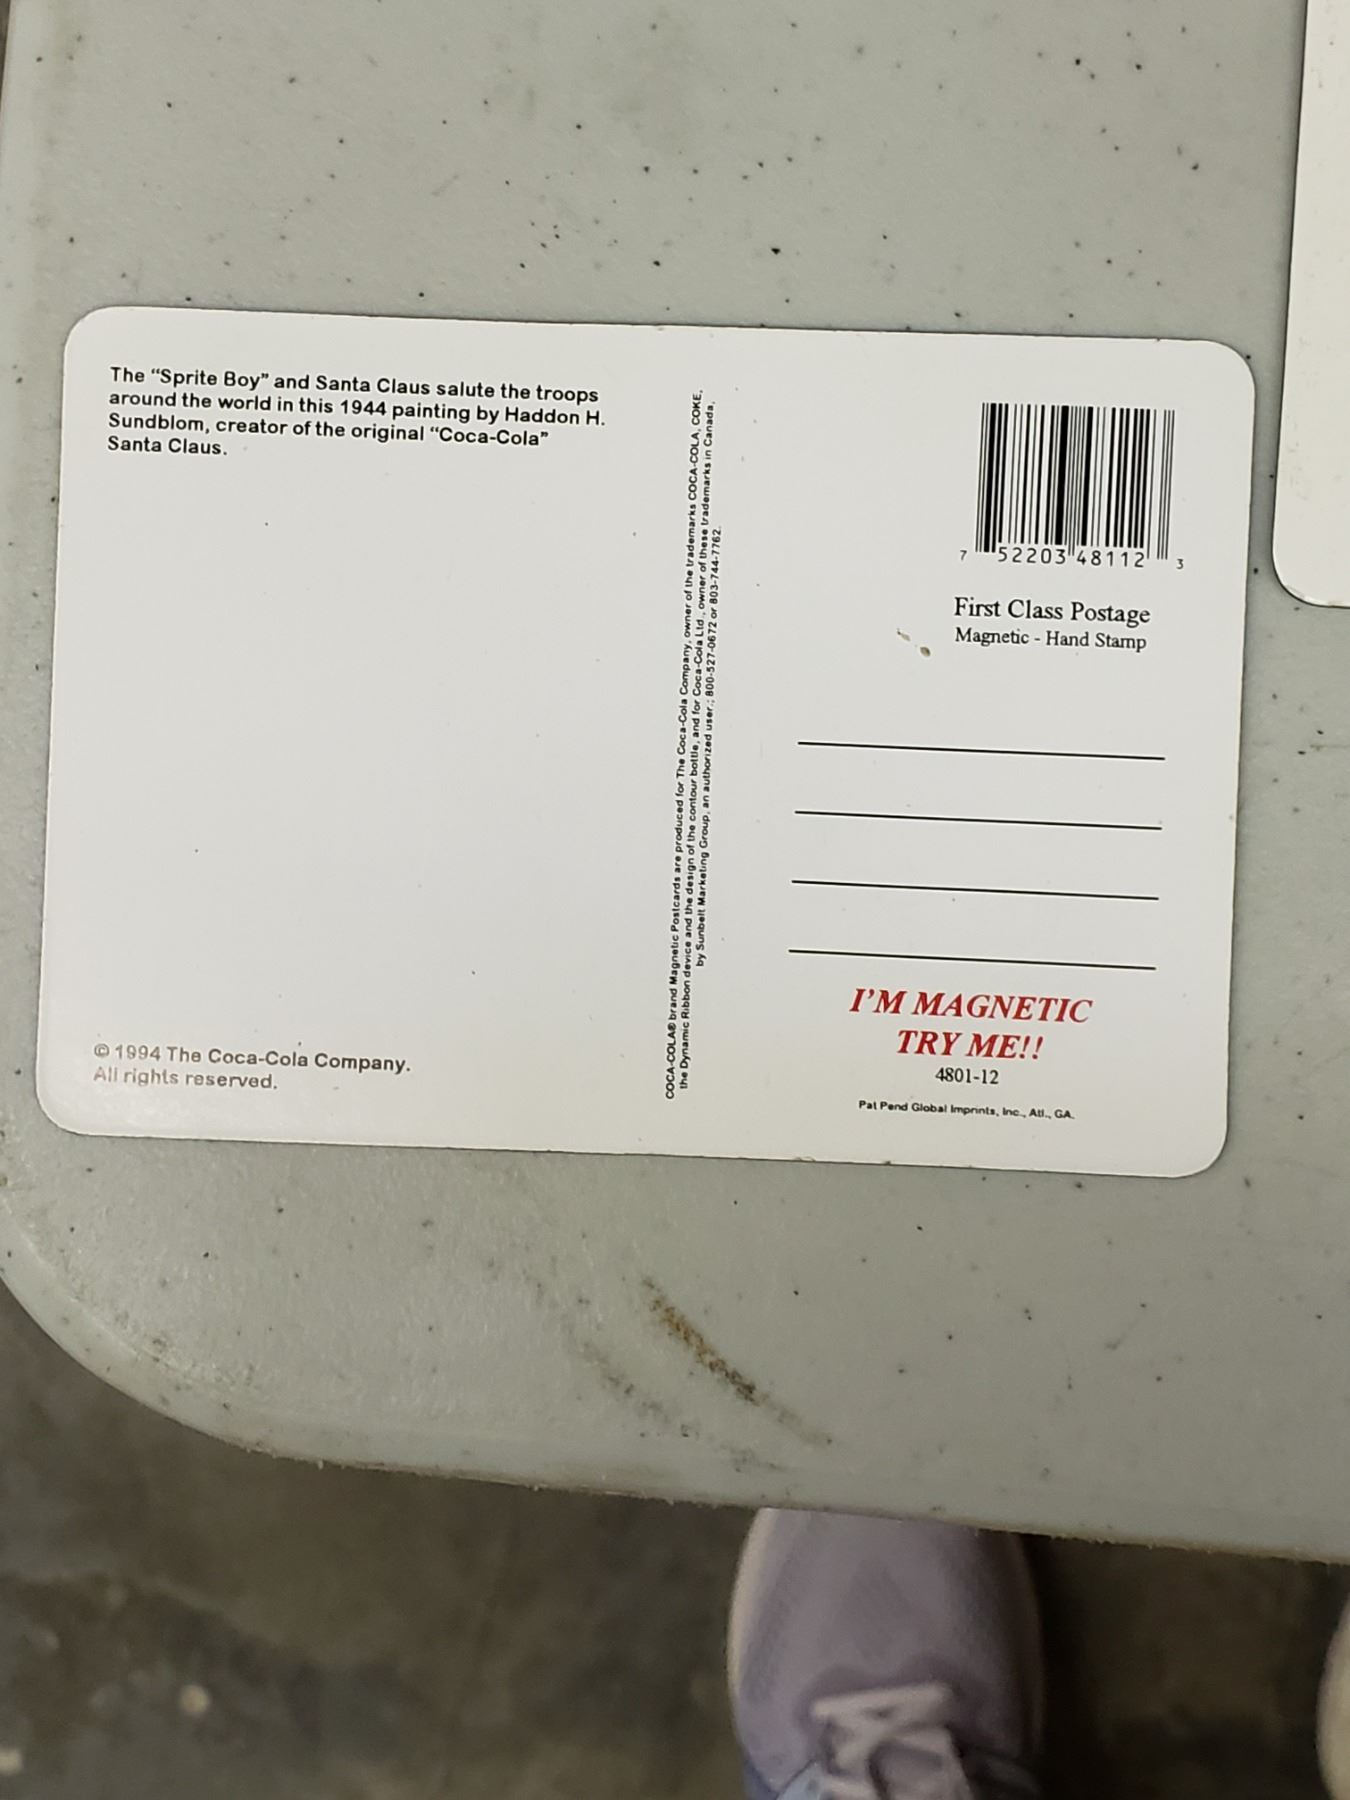 The “Sprite Boy” and Santa Claus salute the troops
around the world in this 1944 painting by Haddon H.
Sundblom, creator of the original “Coca-Cola”
Santa Claus.
© 1994 The Coca-Cola Company.
All rights reserved.
COCA-COLA® brand Magnetic Postcards are produced for The Coca-Cola Company, owner of the trademarks COCA-COLA, COKE,
the Dynamic Ribbon device and the design of the contour bottle, and for Coca-Cola Ltd., owner of these trademarks in Canada,
by Sunbelt Marketing Group, an authorized user.; 800-527-0672 or 803-744-7762.
7 52203 48112 3
First Class Postage
Magnetic - Hand Stamp
I’M MAGNETIC
TRY ME!!
4801-12
Pat Pend Global Imprints, Inc., Atl., GA.